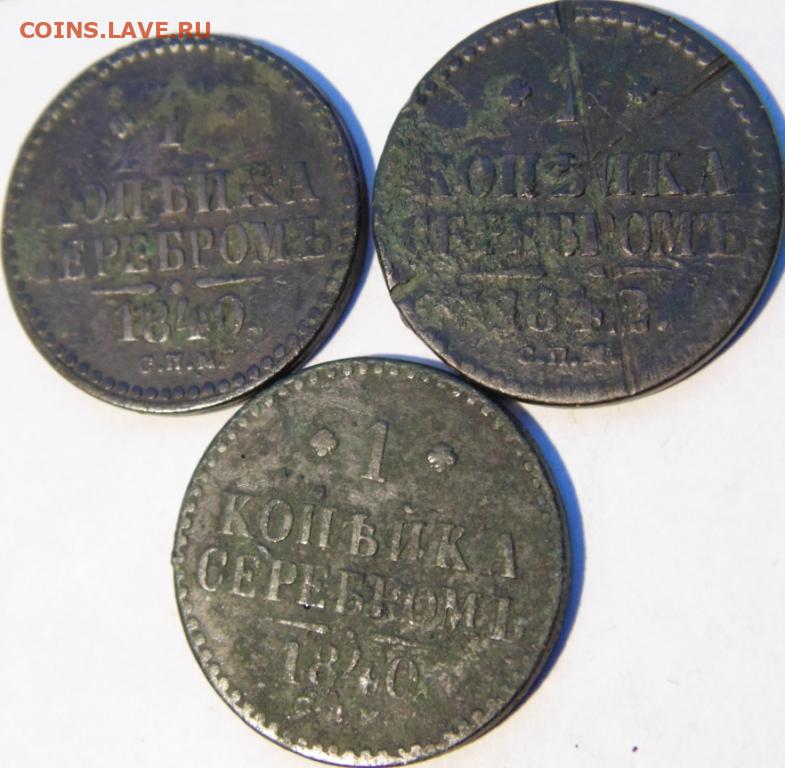 COINS.LAVE.RU
1
КОПѢЙКА
СЕРЕБРОМЪ
1840.
С.П.М.
1
КОПѢЙКА
СЕРЕБРОМЪ
1842.
С.П.М.
1
КОПѢЙКА
СЕРЕБРОМЪ
1840